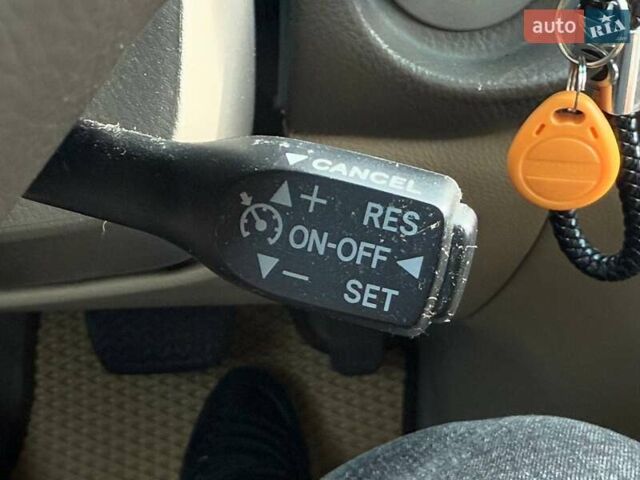 auto RIA
CANCEL
+ RES
ON-OFF
− SET